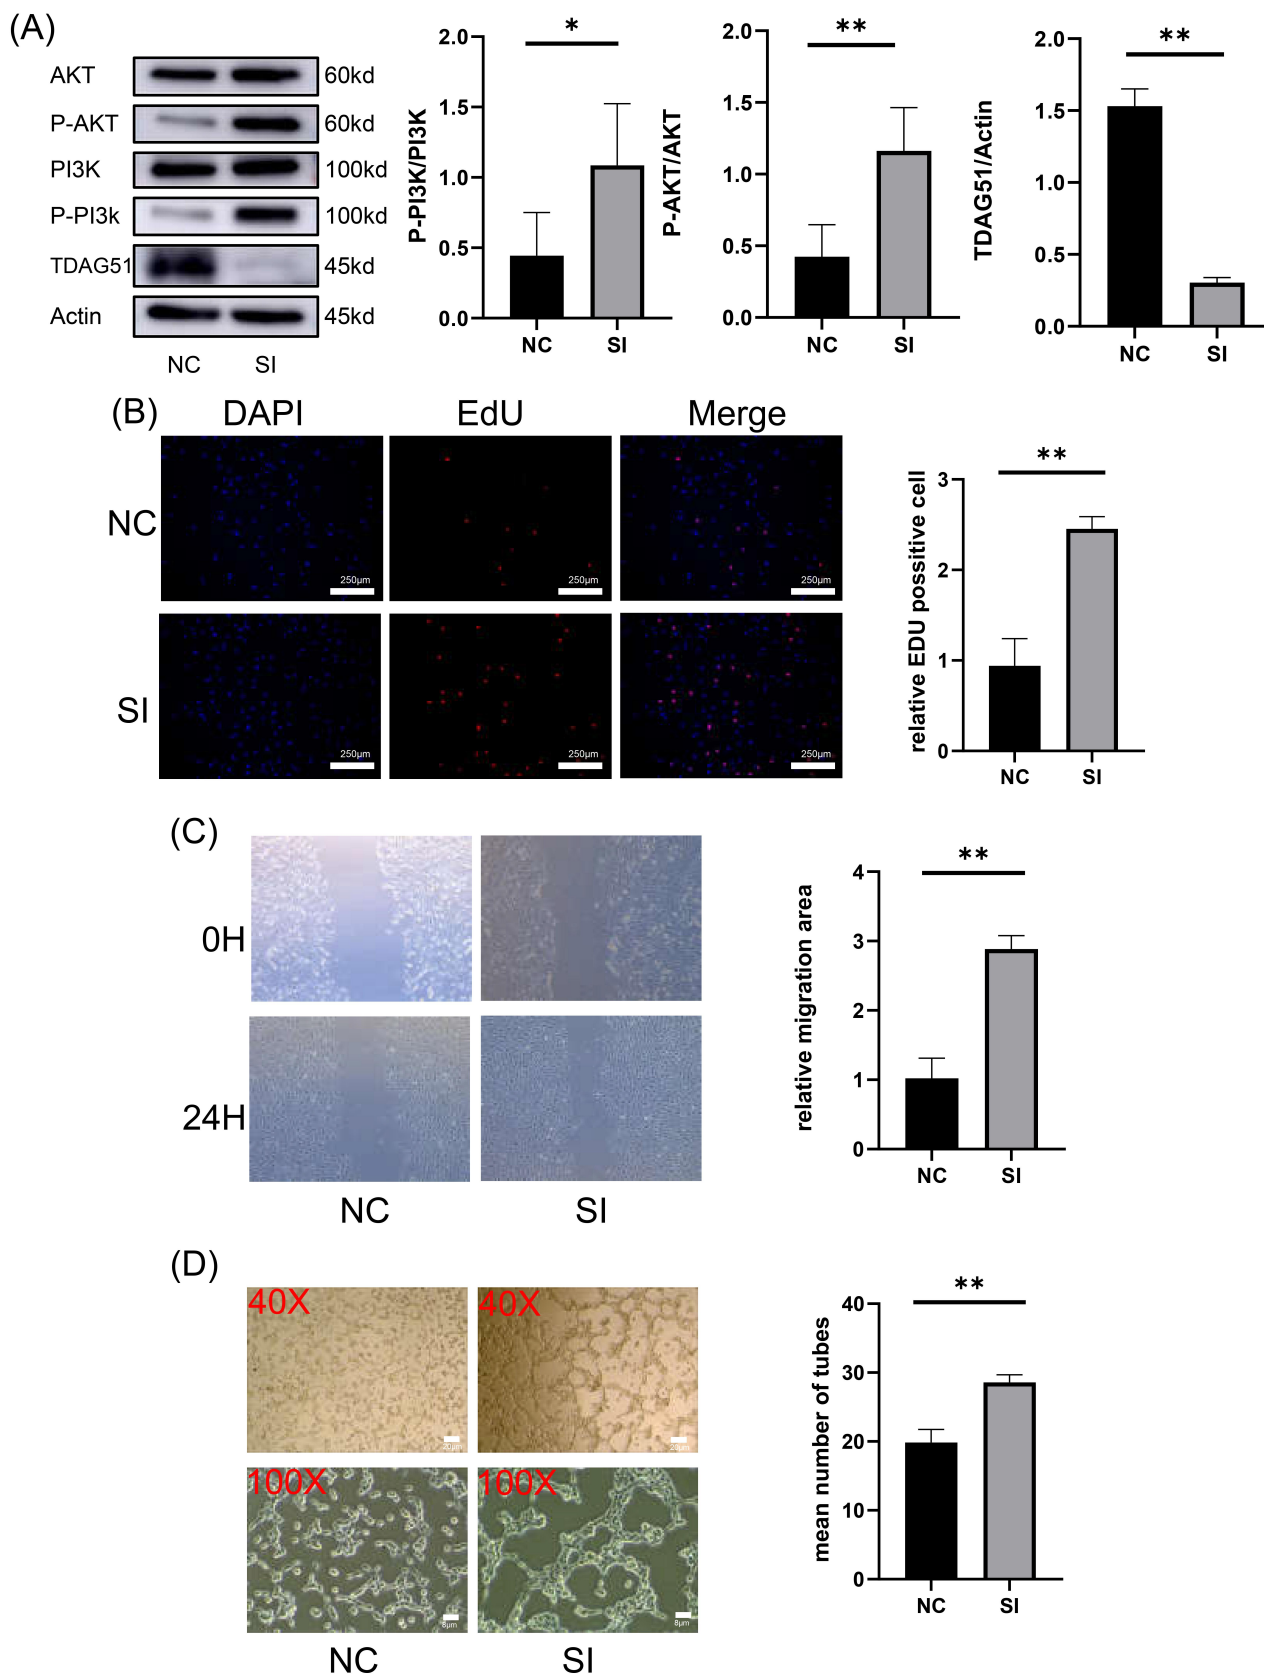 (A)
AKT 60kd
P-AKT 60kd
PI3K 100kd
P-PI3k 100kd
TDAG51 45kd
Actin 45kd
NC SI
P-PI3K/PI3K
2.0
1.5
1.0
0.5
0.0
*
NC SI
P-AKT/AKT
2.0
1.5
1.0
0.5
0.0
**
NC SI
TDAG51/Actin
2.0
1.5
1.0
0.5
0.0
**
NC SI
(B)
DAPI EdU Merge
NC
250μm 250μm 250μm
SI
250μm 250μm 250μm
relative EDU possitive cell
3
2
1
0
**
NC SI
(C)
0H
24H
NC SI
relative migration area
4
3
2
1
0
**
NC SI
(D)
40X 40X
20μm 20μm
100X 100X
8μm 8μm
NC SI
mean number of tubes
40
30
20
10
0
**
NC SI